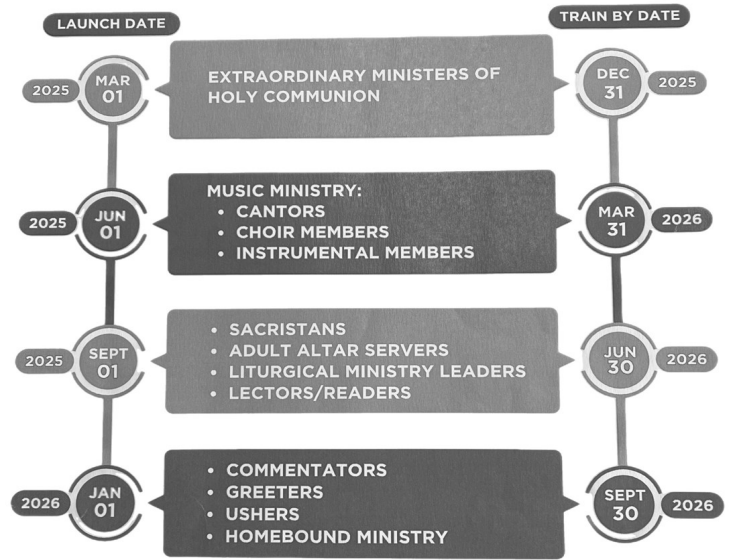 LAUNCH DATE
TRAIN BY DATE
2025
MAR
01
EXTRAORDINARY MINISTERS OF
HOLY COMMUNION
DEC
31
2025
2025
JUN
01
MUSIC MINISTRY:
• CANTORS
• CHOIR MEMBERS
• INSTRUMENTAL MEMBERS
MAR
31
2026
2025
SEPT
01
• SACRISTANS
• ADULT ALTAR SERVERS
• LITURGICAL MINISTRY LEADERS
• LECTORS/READERS
JUN
30
2026
2026
JAN
01
• COMMENTATORS
• GREETERS
• USHERS
• HOMEBOUND MINISTRY
SEPT
30
2026